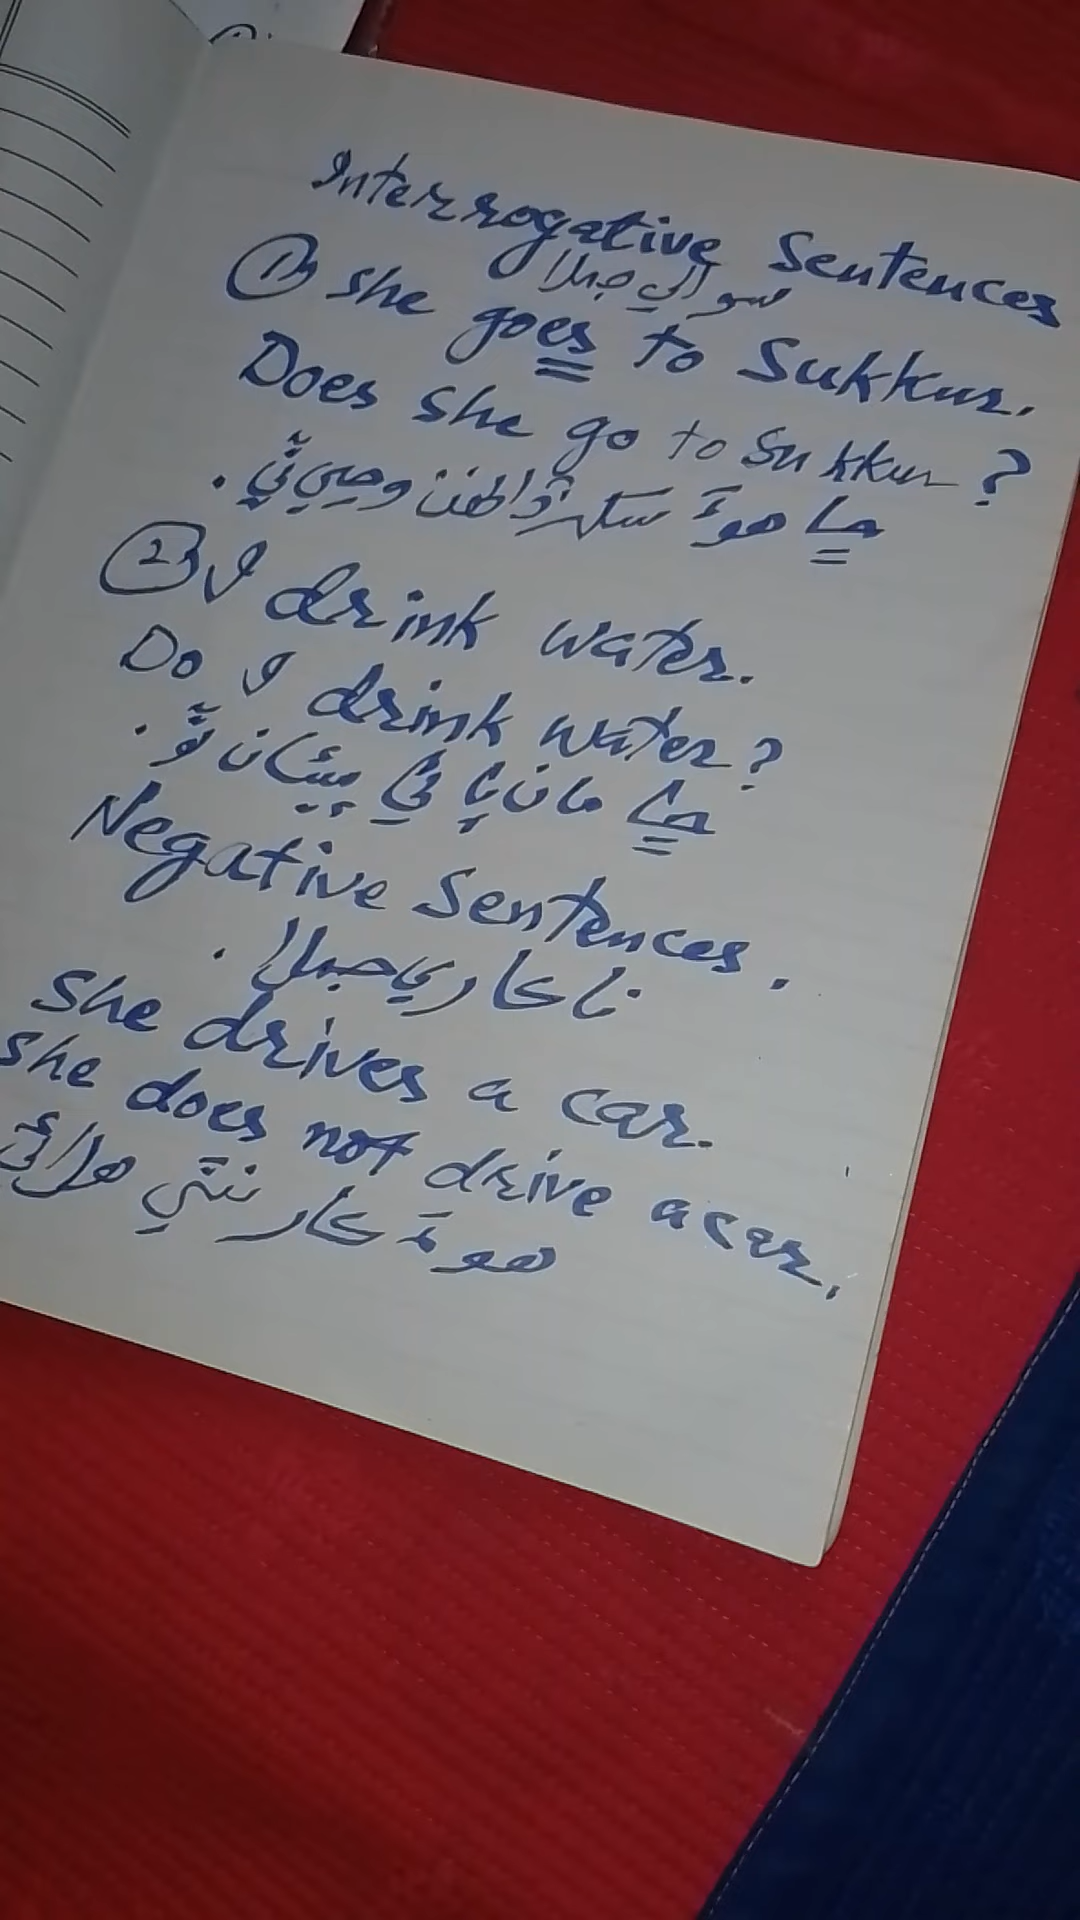 Interrogative Sentences
سوالي جملا
① She goes to Sukkur.
Does she go to Sukkur?
ڇا هوءَ سکر وڃي ٿي.
② I drink water.
Do I drink water?
ڇا مان پاڻي پيئان ٿو.
Negative Sentences.
ناڪاري جملا.
She drives a car.
She does not drive a car.
هوءَ ڪار نٿي هلائي